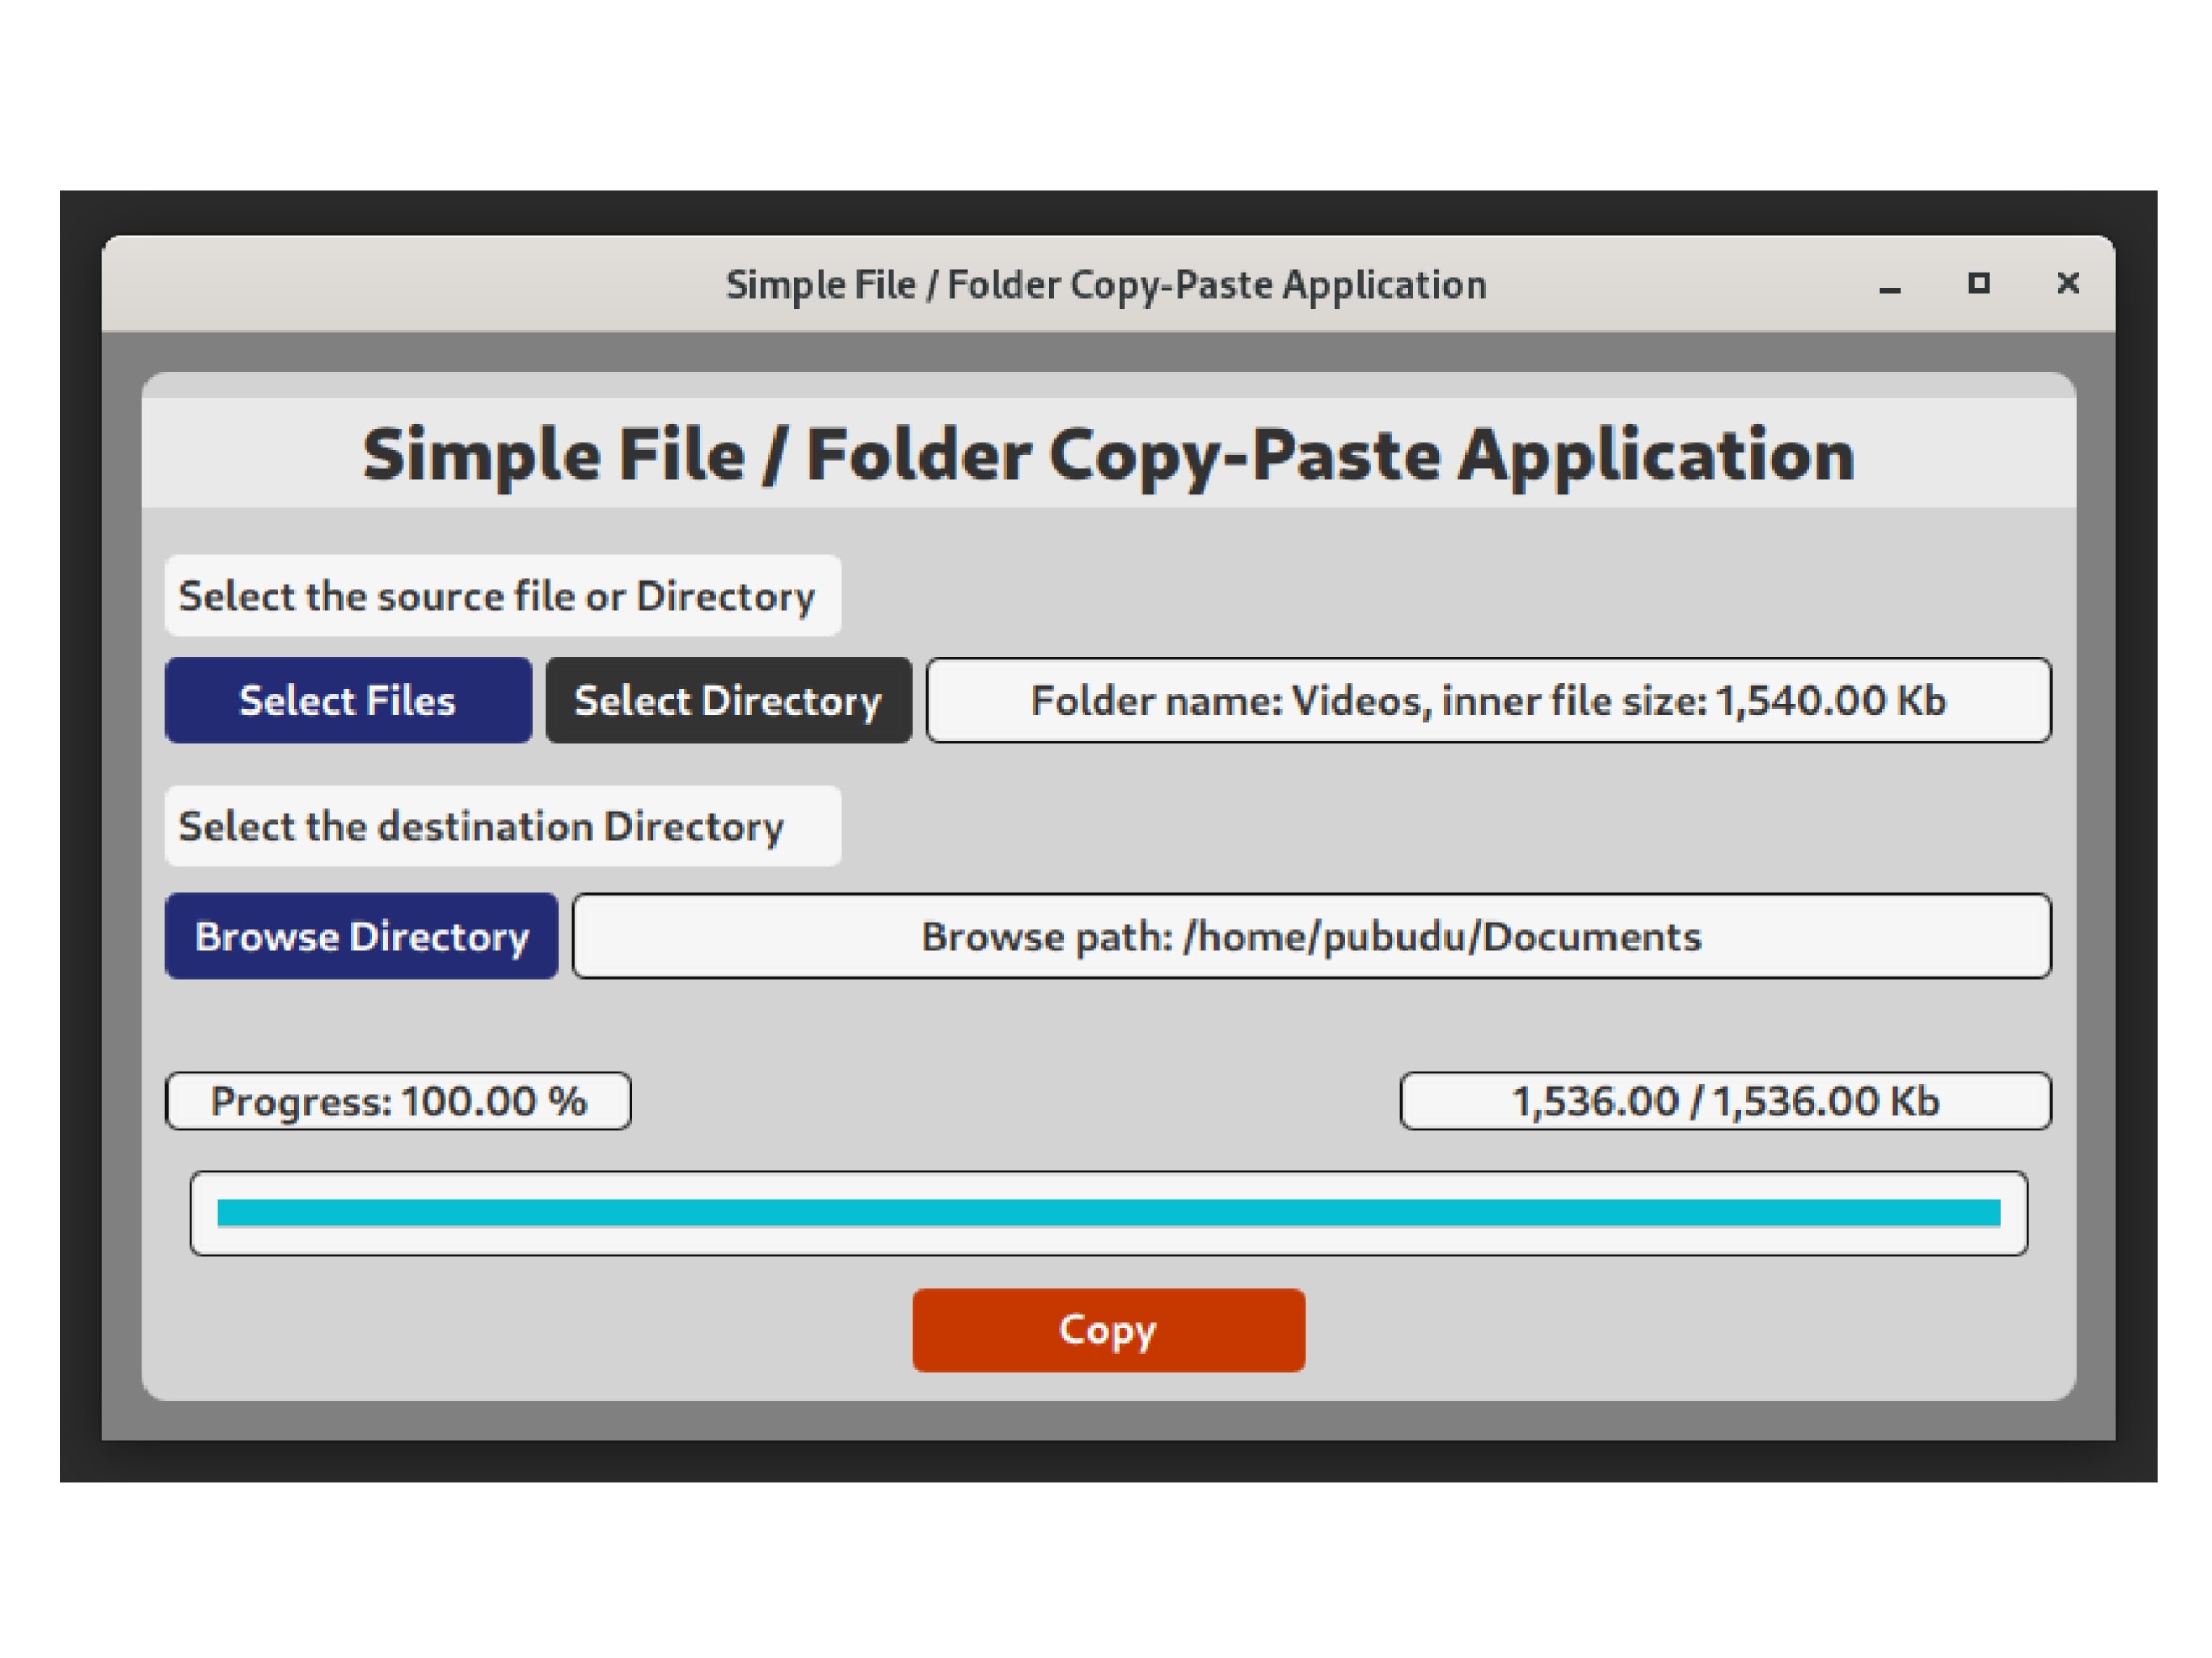 Simple File / Folder Copy-Paste Application
Simple File / Folder Copy-Paste Application
Select the source file or Directory
Select Files Select Directory Folder name: Videos, inner file size: 1,540.00 Kb
Select the destination Directory
Browse Directory Browse path: /home/pubudu/Documents
Progress: 100.00 % 1,536.00 / 1,536.00 Kb
Copy